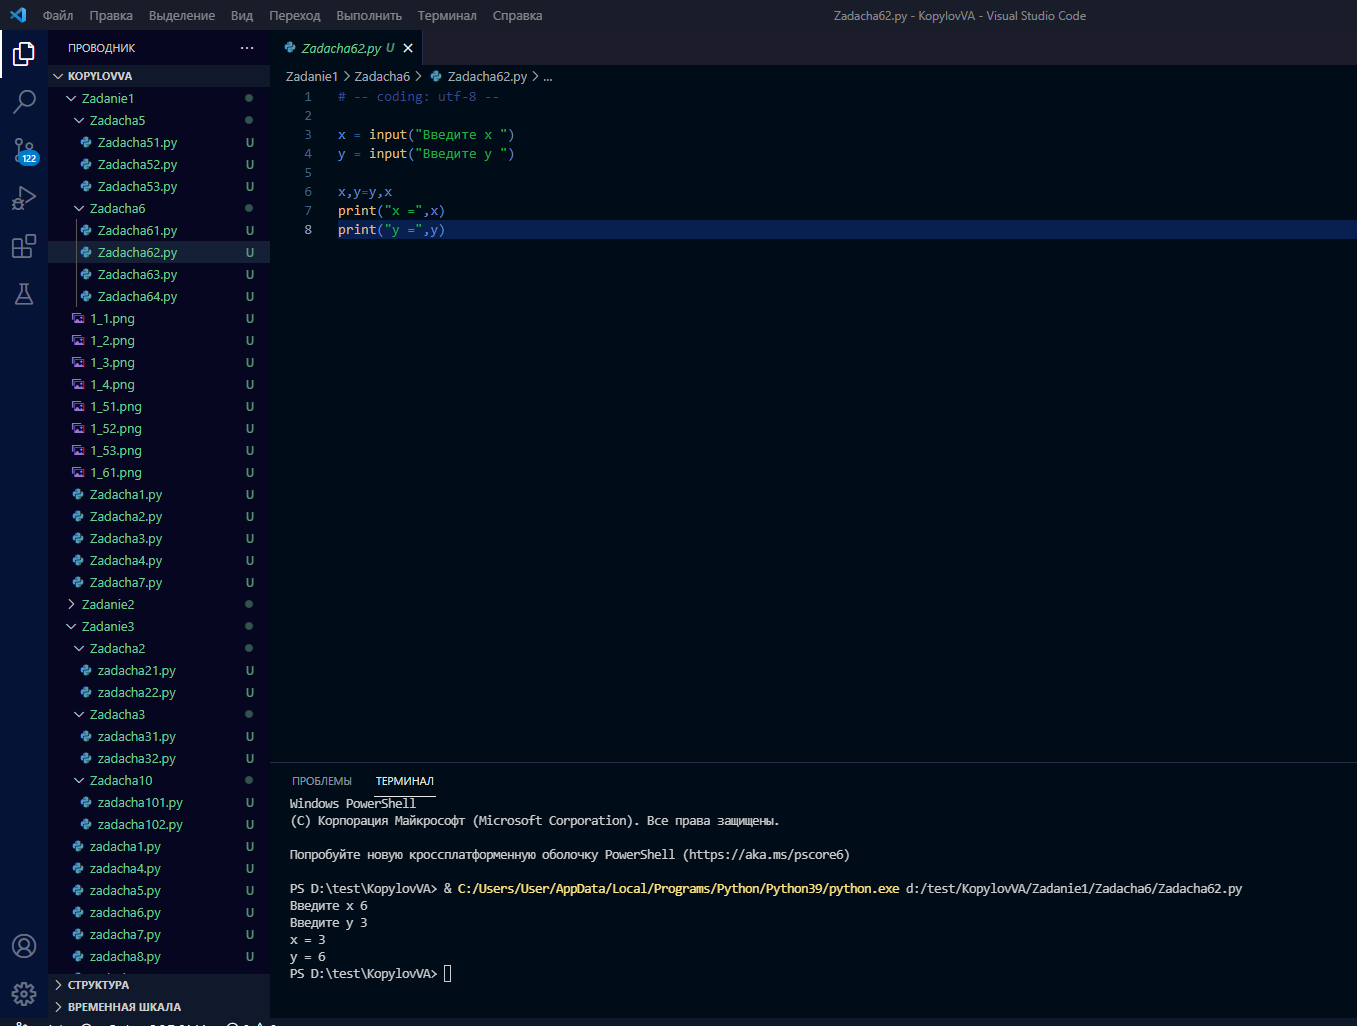 Файл Правка Выделение Вид Переход Выполнить Терминал Справка Zadacha62.py - KopylovVA - Visual Studio Code
ПРОВОДНИК ···
KOPYLOVVA
Zadanie1
Zadacha5
Zadacha51.py U
Zadacha52.py U
Zadacha53.py U
Zadacha6
Zadacha61.py U
Zadacha62.py U
Zadacha63.py U
Zadacha64.py U
1_1.png U
1_2.png U
1_3.png U
1_4.png U
1_51.png U
1_52.png U
1_53.png U
1_61.png U
Zadacha1.py U
Zadacha2.py U
Zadacha3.py U
Zadacha4.py U
Zadacha7.py U
Zadanie2
Zadanie3
Zadacha2
zadacha21.py U
zadacha22.py U
Zadacha3
zadacha31.py U
zadacha32.py U
Zadacha10
zadacha101.py U
zadacha102.py U
zadacha1.py U
zadacha4.py U
zadacha5.py U
zadacha6.py U
zadacha7.py U
zadacha8.py U
СТРУКТУРА
ВРЕМЕННАЯ ШКАЛА
122
Zadacha62.py U
Zadanie1 > Zadacha6 > Zadacha62.py > ...
1 # -- coding: utf-8 --
2
3 x = input("Введите x ")
4 y = input("Введите y ")
5
6 x,y=y,x
7 print("x =",x)
8 print("y =",y)
ПРОБЛЕМЫ ТЕРМИНАЛ
Windows PowerShell
(C) Корпорация Майкрософт (Microsoft Corporation). Все права защищены.
Попробуйте новую кроссплатформенную оболочку PowerShell (https://aka.ms/pscore6)
PS D:\test\KopylovVA> & C:/Users/User/AppData/Local/Programs/Python/Python39/python.exe d:/test/KopylovVA/Zadanie1/Zadacha6/Zadacha62.py
Введите x 6
Введите y 3
x = 3
y = 6
PS D:\test\KopylovVA>